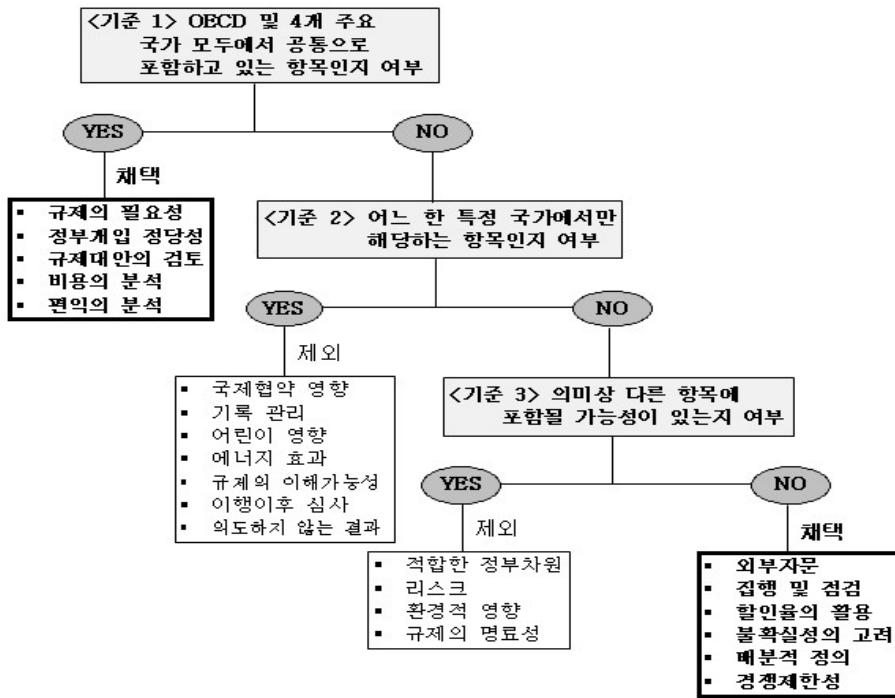 <기준 1> OECD 및 4개 주요
국가 모두에서 공통으로
포함하고 있는 항목인지 여부
YES
NO
채택
▪ 규제의 필요성
▪ 정부개입 정당성
▪ 규제대안의 검토
▪ 비용의 분석
▪ 편익의 분석
<기준 2> 어느 한 특정 국가에서만
해당하는 항목인지 여부
YES
NO
제외
▪ 국제협약 영향
▪ 기록 관리
▪ 어린이 영향
▪ 에너지 효과
▪ 규제의 이해가능성
▪ 이행이후 심사
▪ 의도하지 않는 결과
<기준 3> 의미상 다른 항목에
포함될 가능성이 있는지 여부
YES
NO
제외
▪ 적합한 정부차원
▪ 리스크
▪ 환경적 영향
▪ 규제의 명료성
채택
▪ 외부자문
▪ 집행 및 점검
▪ 할인율의 활용
▪ 불확실성의 고려
▪ 배분적 정의
▪ 경쟁제한성